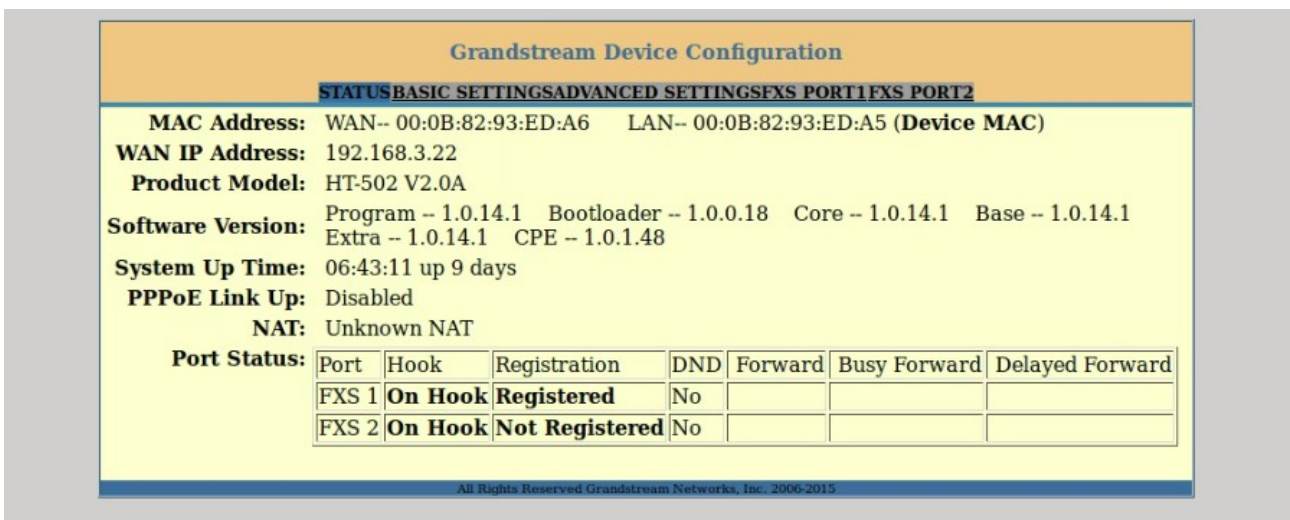 Grandstream Device Configuration
STATUS BASIC SETTINGS ADVANCED SETTINGS FXS PORT1 FXS PORT2
MAC Address: WAN-- 00:0B:82:93:ED:A6 LAN-- 00:0B:82:93:ED:A5 (Device MAC)
WAN IP Address: 192.168.3.22
Product Model: HT-502 V2.0A
Software Version: Program -- 1.0.14.1 Bootloader -- 1.0.0.18 Core -- 1.0.14.1 Base -- 1.0.14.1
Extra -- 1.0.14.1 CPE -- 1.0.1.48
System Up Time: 06:43:11 up 9 days
PPPoE Link Up: Disabled
NAT: Unknown NAT
Port Status: Port Hook Registration DND Forward Busy Forward Delayed Forward
FXS 1 On Hook Registered No
FXS 2 On Hook Not Registered No
All Rights Reserved Grandstream Networks, Inc. 2006-2015